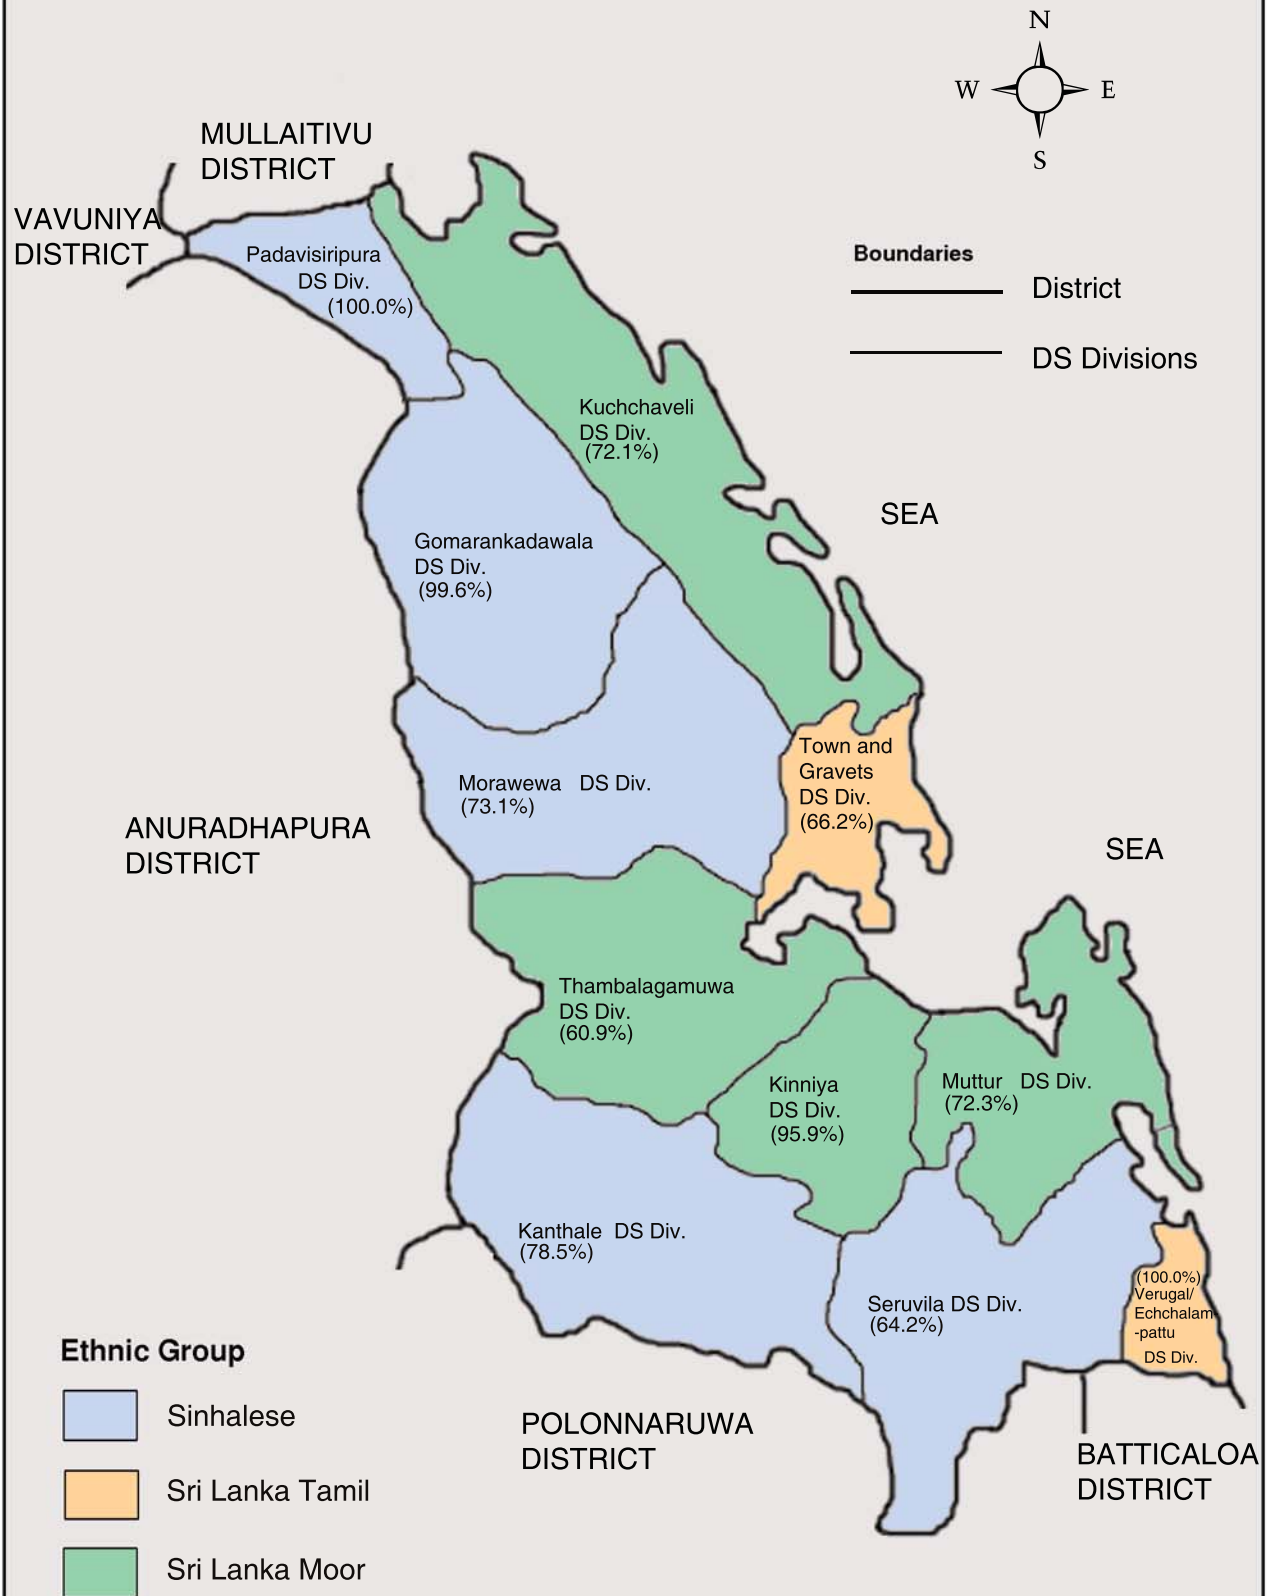 N
W E
S
MULLAITIVU
DISTRICT
VAVUNIYA
DISTRICT
Padavisiripura
DS Div.
(100.0%)
Boundaries
District
DS Divisions
Kuchchaveli
DS Div.
(72.1%)
SEA
Gomarankadawala
DS Div.
(99.6%)
Morawewa DS Div.
(73.1%)
Town and
Gravets
DS Div.
(66.2%)
ANURADHAPURA
DISTRICT
SEA
Thambalagamuwa
DS Div.
(60.9%)
Kinniya
DS Div.
(95.9%)
Muttur DS Div.
(72.3%)
Kanthale DS Div.
(78.5%)
Seruvila DS Div.
(64.2%)
(100.0%)
Verugal/
Echchalam
-pattu
DS Div.
Ethnic Group
Sinhalese
Sri Lanka Tamil
Sri Lanka Moor
POLONNARUWA
DISTRICT
BATTICALOA
DISTRICT